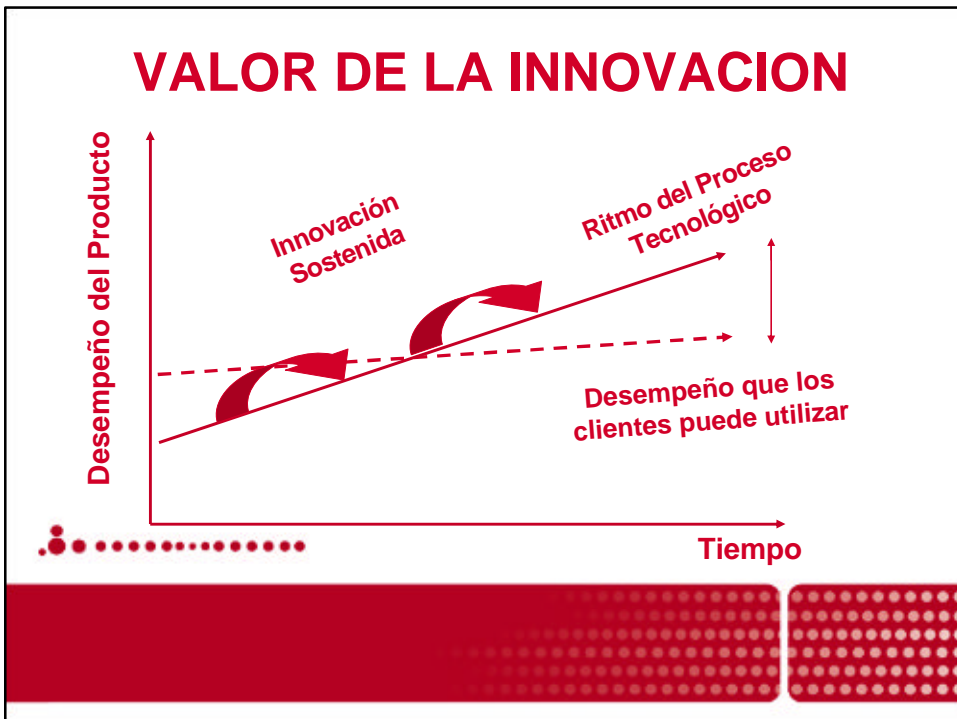 VALOR DE LA INNOVACION
Desempeño del Producto
Innovación
Sostenida
Ritmo del Proceso
Tecnológico
Desempeño que los
clientes puede utilizar
Tiempo